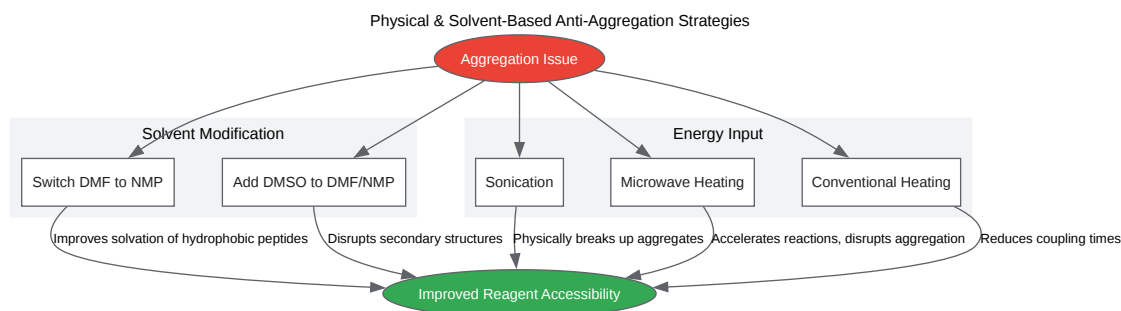 Physical & Solvent-Based Anti-Aggregation Strategies
Aggregation Issue
Solvent Modification
Energy Input
Switch DMF to NMP
Add DMSO to DMF/NMP
Sonication
Microwave Heating
Conventional Heating
Improves solvation of hydrophobic peptides
Disrupts secondary structures
Physically breaks up aggregates
Accelerates reactions, disrupts aggregation
Reduces coupling times
Improved Reagent Accessibility